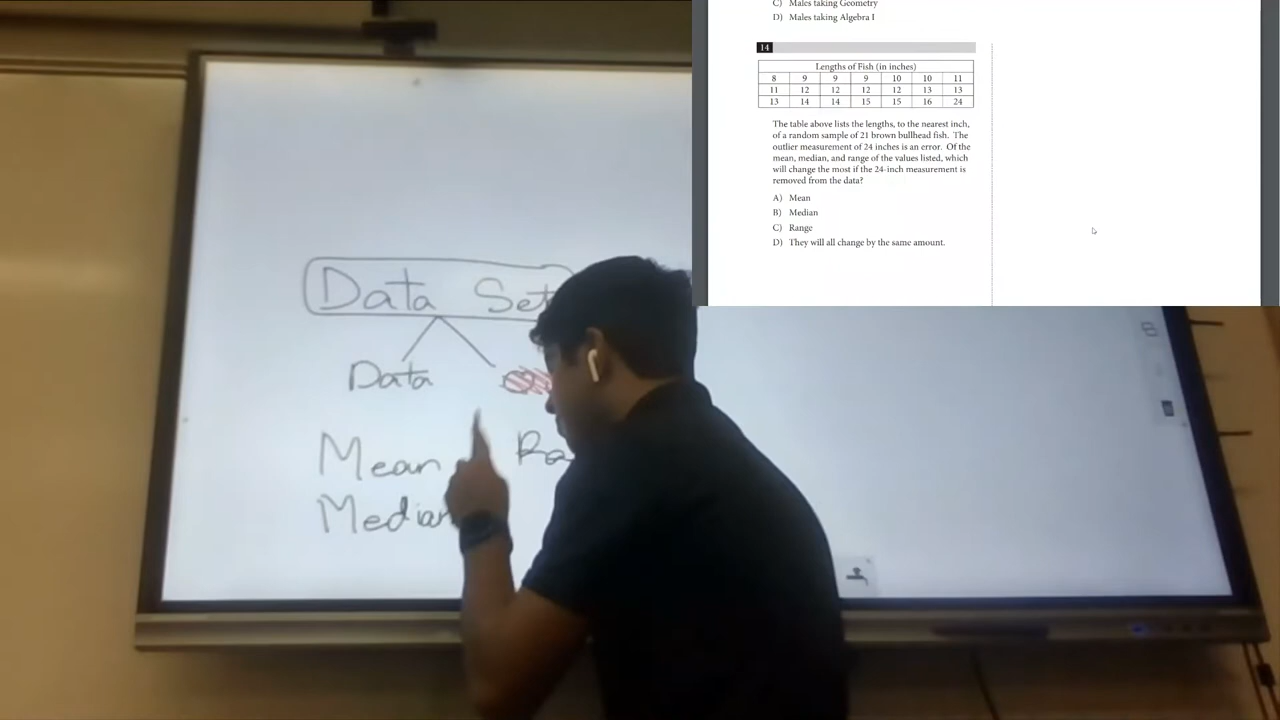 C) Males taking Geometry
D) Males taking Algebra I
14
Lengths of Fish (in inches)
8 9 9 9 10 10 11
11 12 12 12 12 13 13
13 14 14 15 15 16 24
The table above lists the lengths, to the nearest inch,
of a random sample of 21 brown bullhead fish. The
outlier measurement of 24 inches is an error. Of the
mean, median, and range of the values listed, which
will change the most if the 24-inch measurement is
removed from the data?
A) Mean
B) Median
C) Range
D) They will all change by the same amount.
Data Set
Data
Mean
Median